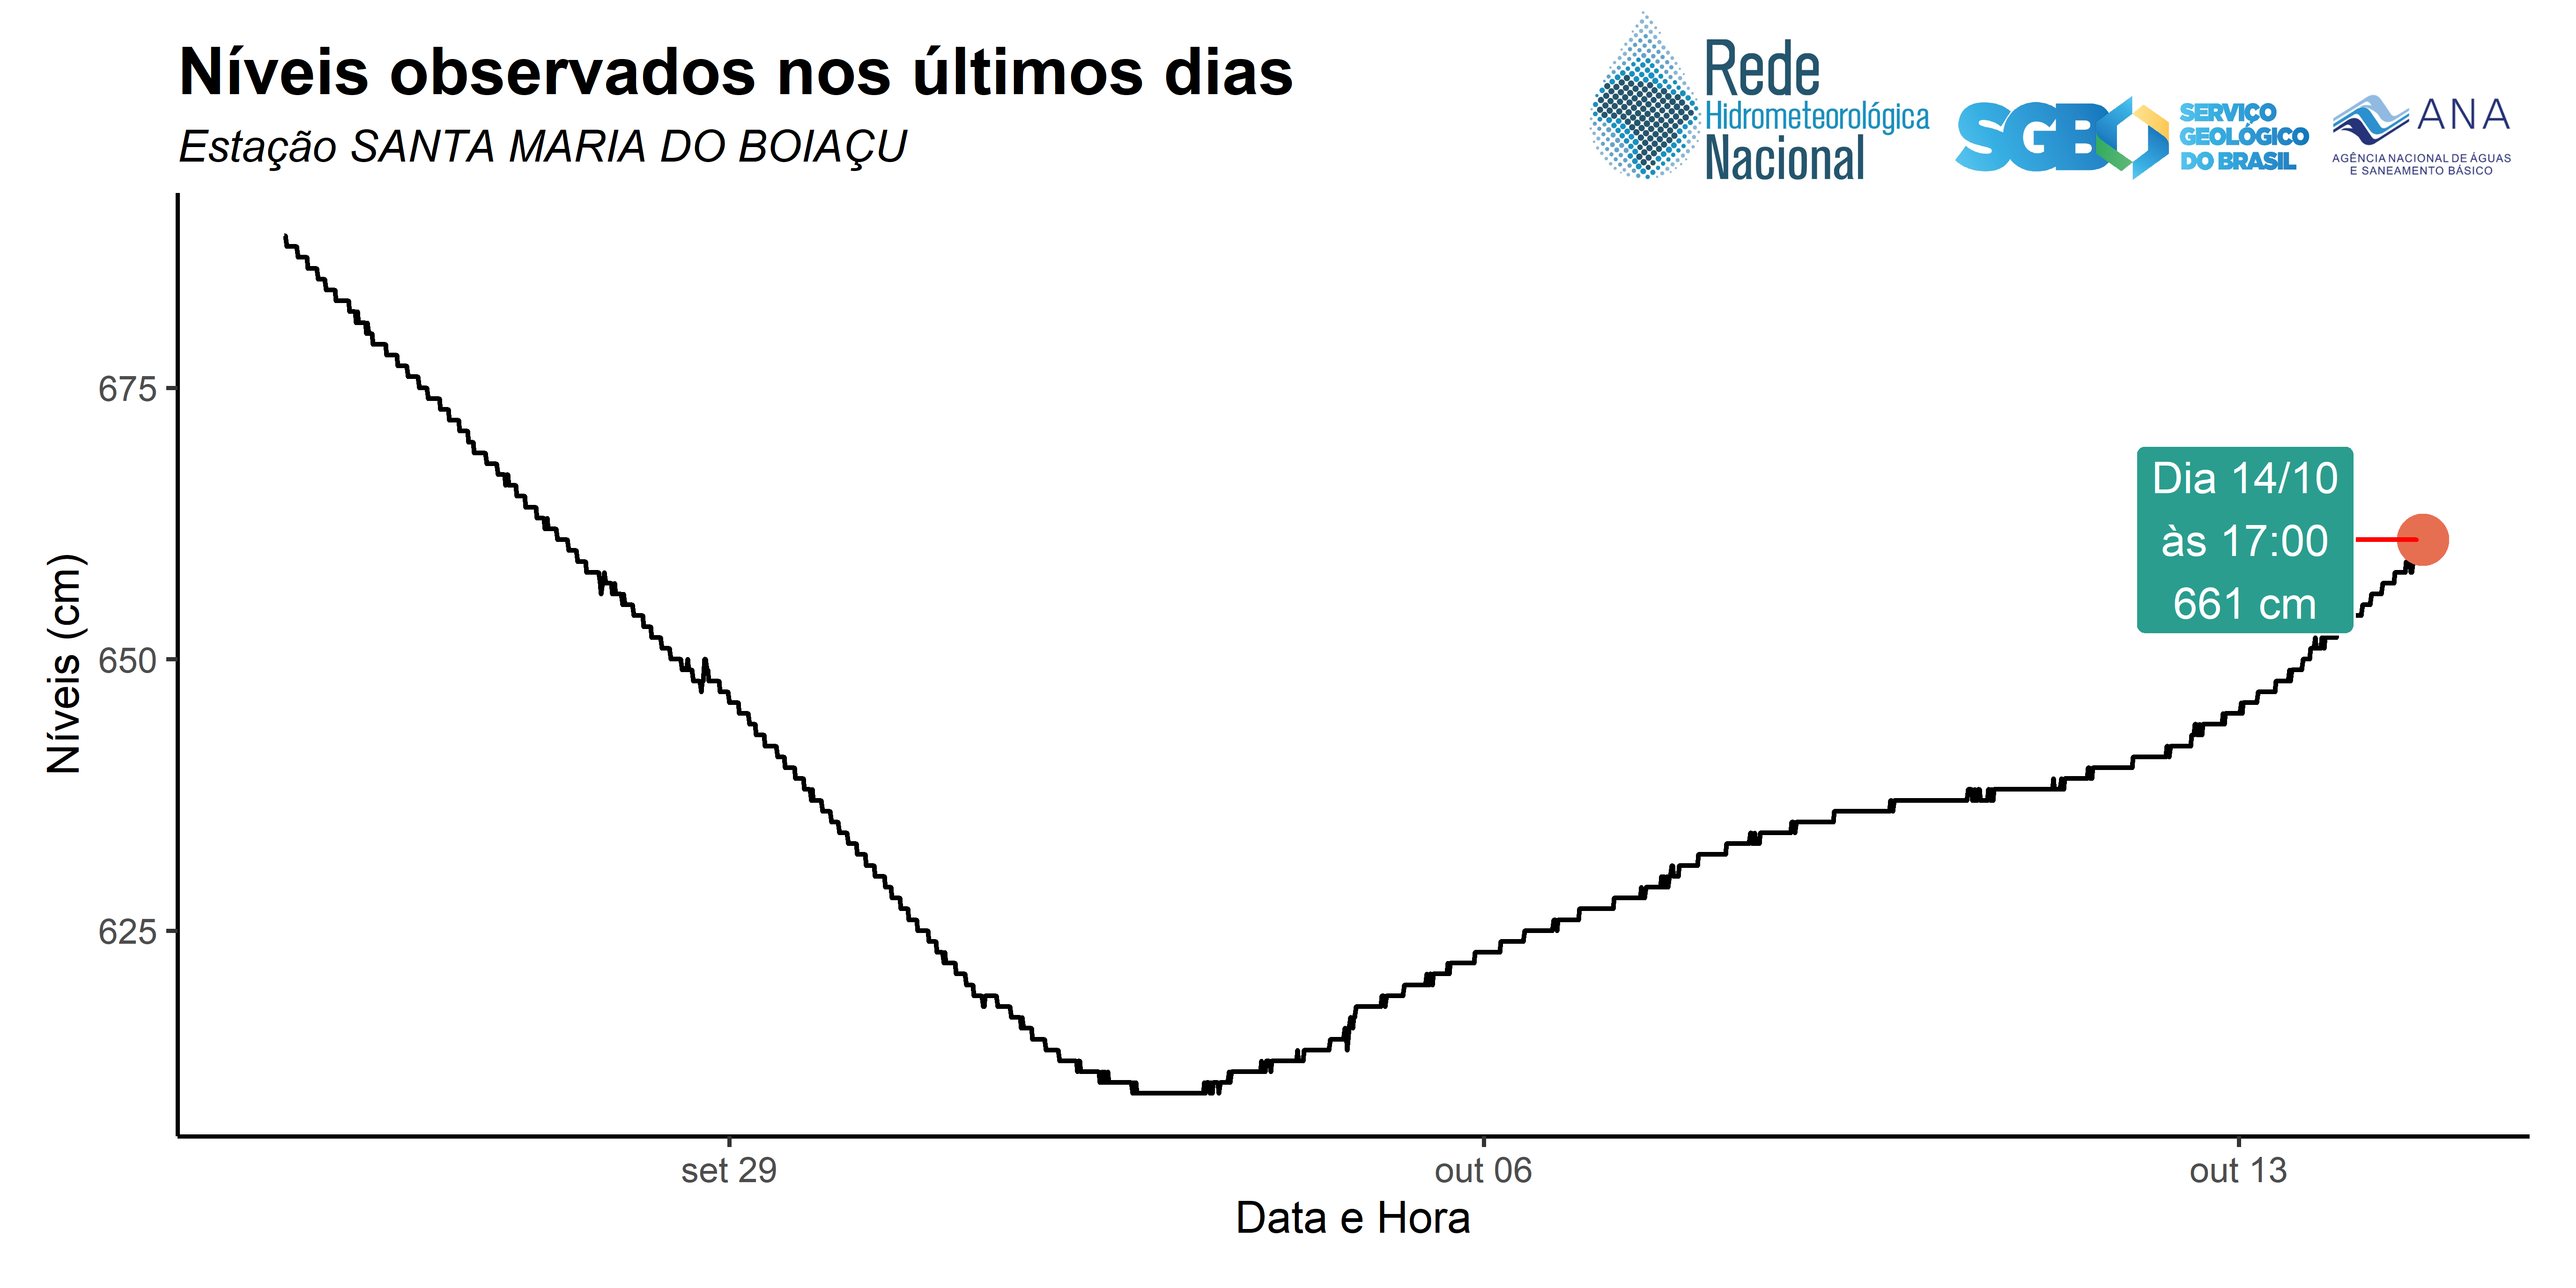 Níveis observados nos últimos dias
Estação SANTA MARIA DO BOIAÇU
Rede
Hidrometeorológica
Nacional
SGB
SERVIÇO
GEOLÓGICO
DO BRASIL
ANA
AGÊNCIA NACIONAL DE ÁGUAS
E SANEAMENTO BÁSICO
Níveis (cm)
675
650
625
Dia 14/10
às 17:00
661 cm
set 29
out 06
out 13
Data e Hora